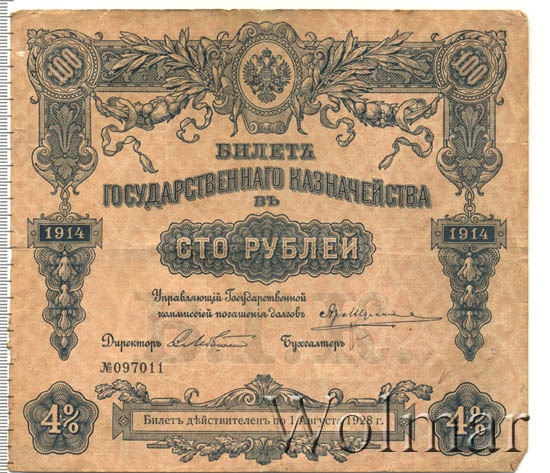 100 100
БИЛЕТЪ
ГОСУДАРСТВЕННАГО КАЗНАЧЕЙСТВА
ВЪ
1914 1914
СТО РУБЛЕЙ
Управляющій Государственной
коммиссіей погашенія долговъ
Директоръ Бухгалтеръ
№097011
4% 4%
Билетъ дѣйствителенъ по 1 Августа 1928 г.
Wolmar